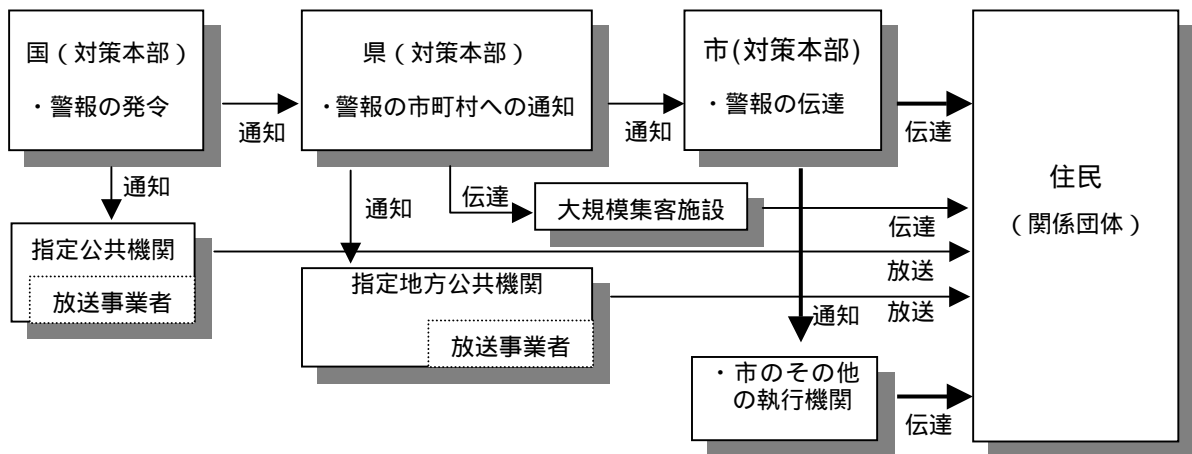 国（対策本部）
・警報の発令
通知
県（対策本部）
・警報の市町村への通知
通知
市(対策本部)
・警報の伝達
伝達
住民
（関係団体）
通知
指定公共機関
放送事業者
通知
伝達
大規模集客施設
伝達
放送
指定地方公共機関
放送事業者
放送
通知
・市のその他
の執行機関
伝達